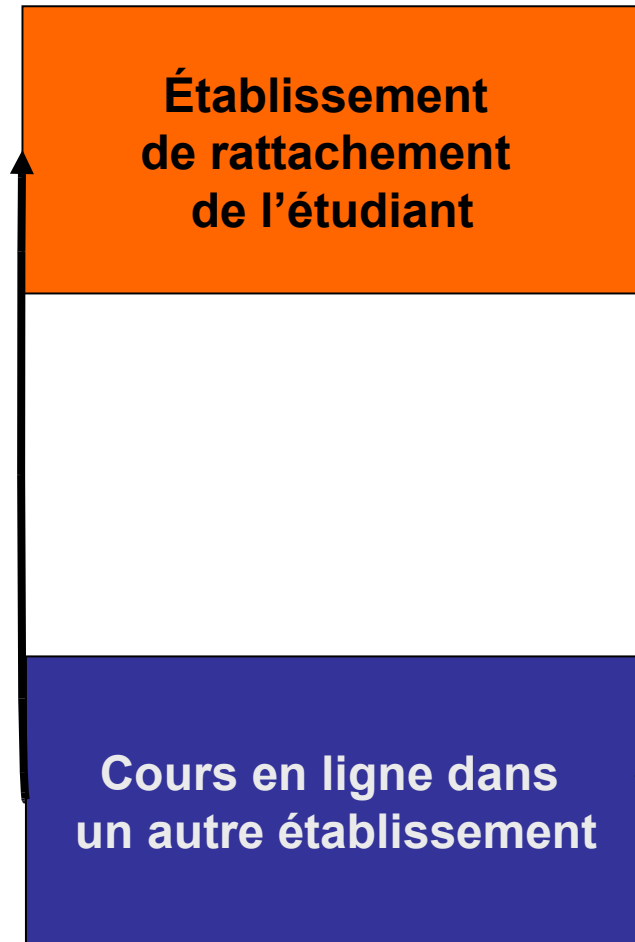 Établissement
de rattachement
de l’étudiant
Cours en ligne dans
un autre établissement